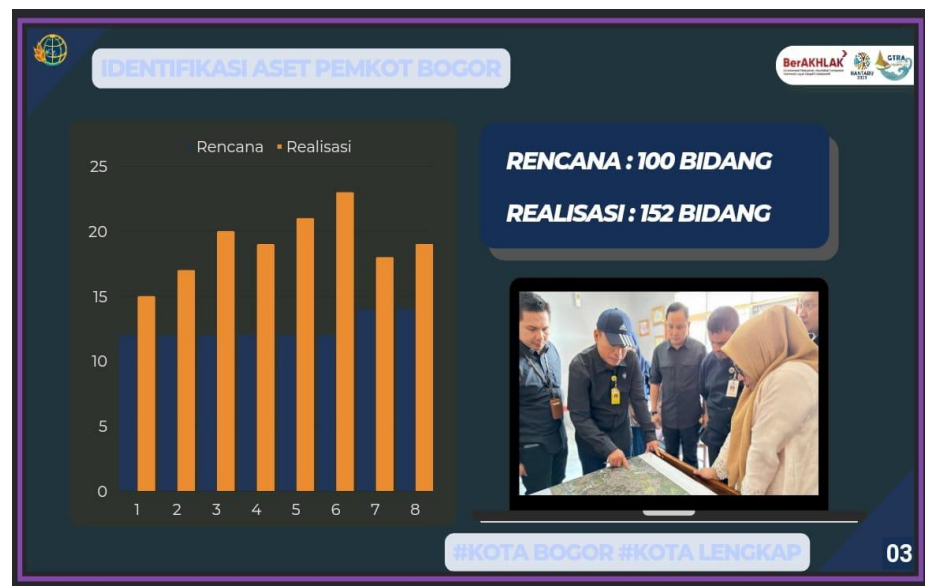 IDENTIFIKASI ASET PEMKOT BOGOR
BerAKHLAK
GTRA
Rencana Realisasi
25
20
15
10
5
0
1 2 3 4 5 6 7 8
RENCANA : 100 BIDANG
REALISASI : 152 BIDANG
#KOTA BOGOR #KOTA LENGKAP
03